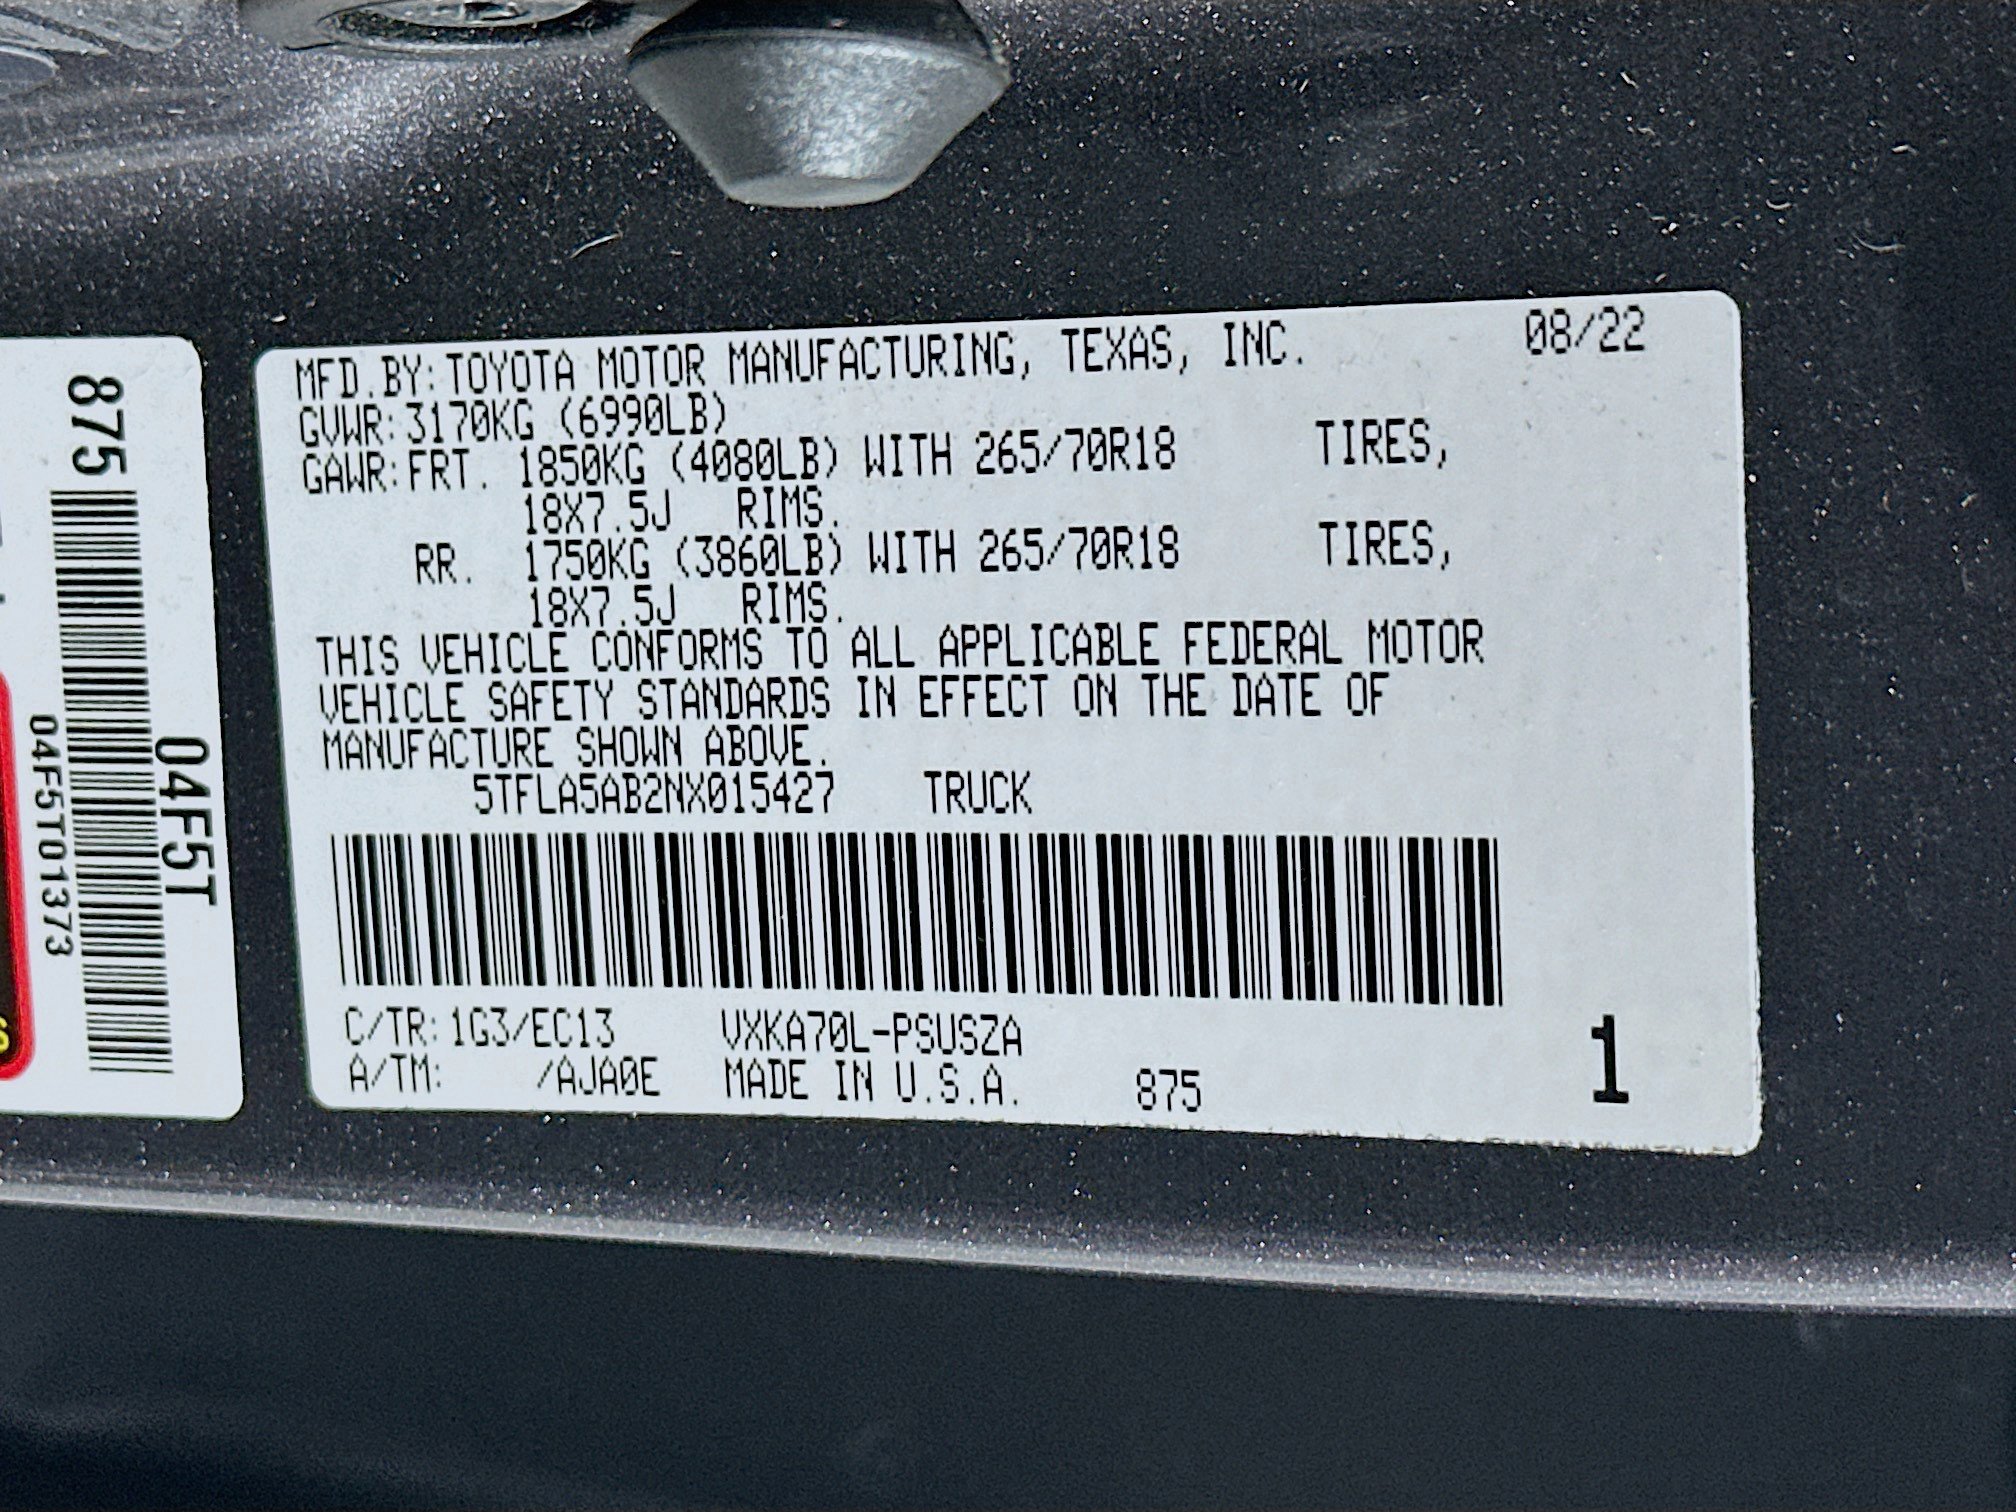 MFD.BY:TOYOTA MOTOR MANUFACTURING, TEXAS, INC. 08/22
GVWR:3170KG (6990LB)
GAWR:FRT. 1850KG (4080LB) WITH 265/70R18 TIRES,
18X7.5J RIMS.
RR. 1750KG (3860LB) WITH 265/70R18 TIRES,
18X7.5J RIMS.
THIS VEHICLE CONFORMS TO ALL APPLICABLE FEDERAL MOTOR
VEHICLE SAFETY STANDARDS IN EFFECT ON THE DATE OF
MANUFACTURE SHOWN ABOVE.
5TFLA5AB2NX015427 TRUCK
C/TR:1G3/EC13 VXKA70L-PSUSZA
A/TM: /AJA0E MADE IN U.S.A. 875
1
875
04F5T
04F5T01373